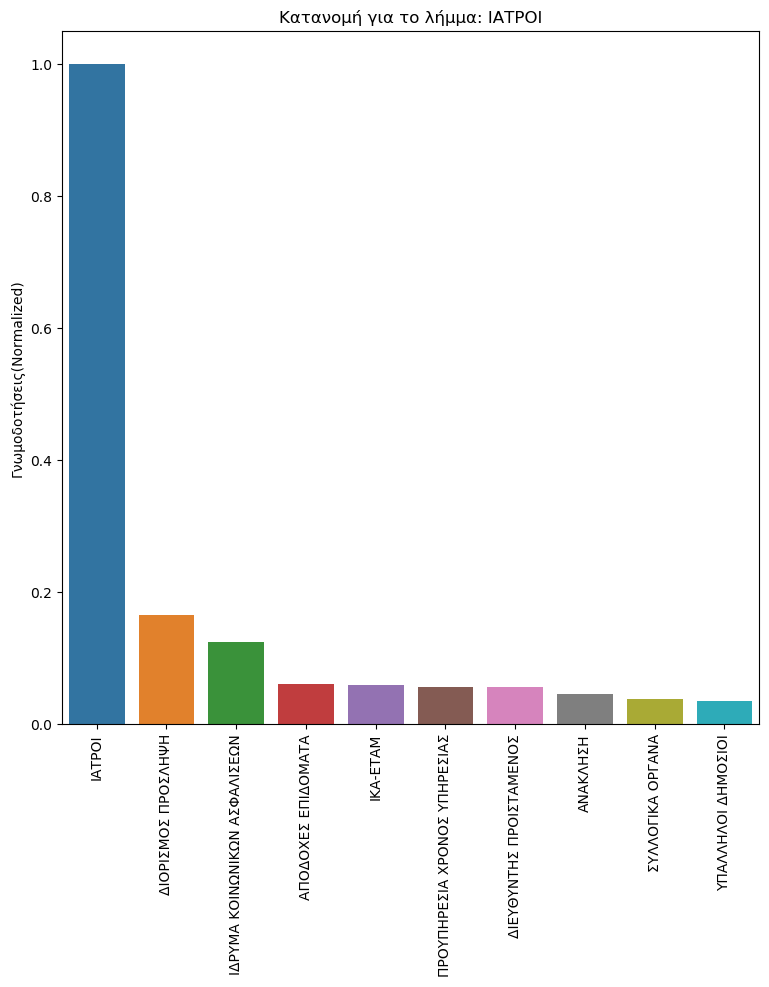 Κατανομή για το λήμμα: ΙΑΤΡΟΙ
Γνωμοδοτήσεις(Normalized)
1.0
0.8
0.6
0.4
0.2
0.0
ΙΑΤΡΟΙ
ΔΙΟΡΙΣΜΟΣ ΠΡΟΣΛΗΨΗ
ΙΔΡΥΜΑ ΚΟΙΝΩΝΙΚΩΝ ΑΣΦΑΛΙΣΕΩΝ
ΑΠΟΔΟΧΕΣ ΕΠΙΔΟΜΑΤΑ
ΙΚΑ-ΕΤΑΜ
ΠΡΟΥΠΗΡΕΣΙΑ ΧΡΟΝΟΣ ΥΠΗΡΕΣΙΑΣ
ΔΙΕΥΘΥΝΤΗΣ ΠΡΟΙΣΤΑΜΕΝΟΣ
ΑΝΑΚΛΗΣΗ
ΣΥΛΛΟΓΙΚΑ ΟΡΓΑΝΑ
ΥΠΑΛΛΗΛΟΙ ΔΗΜΟΣΙΟΙ